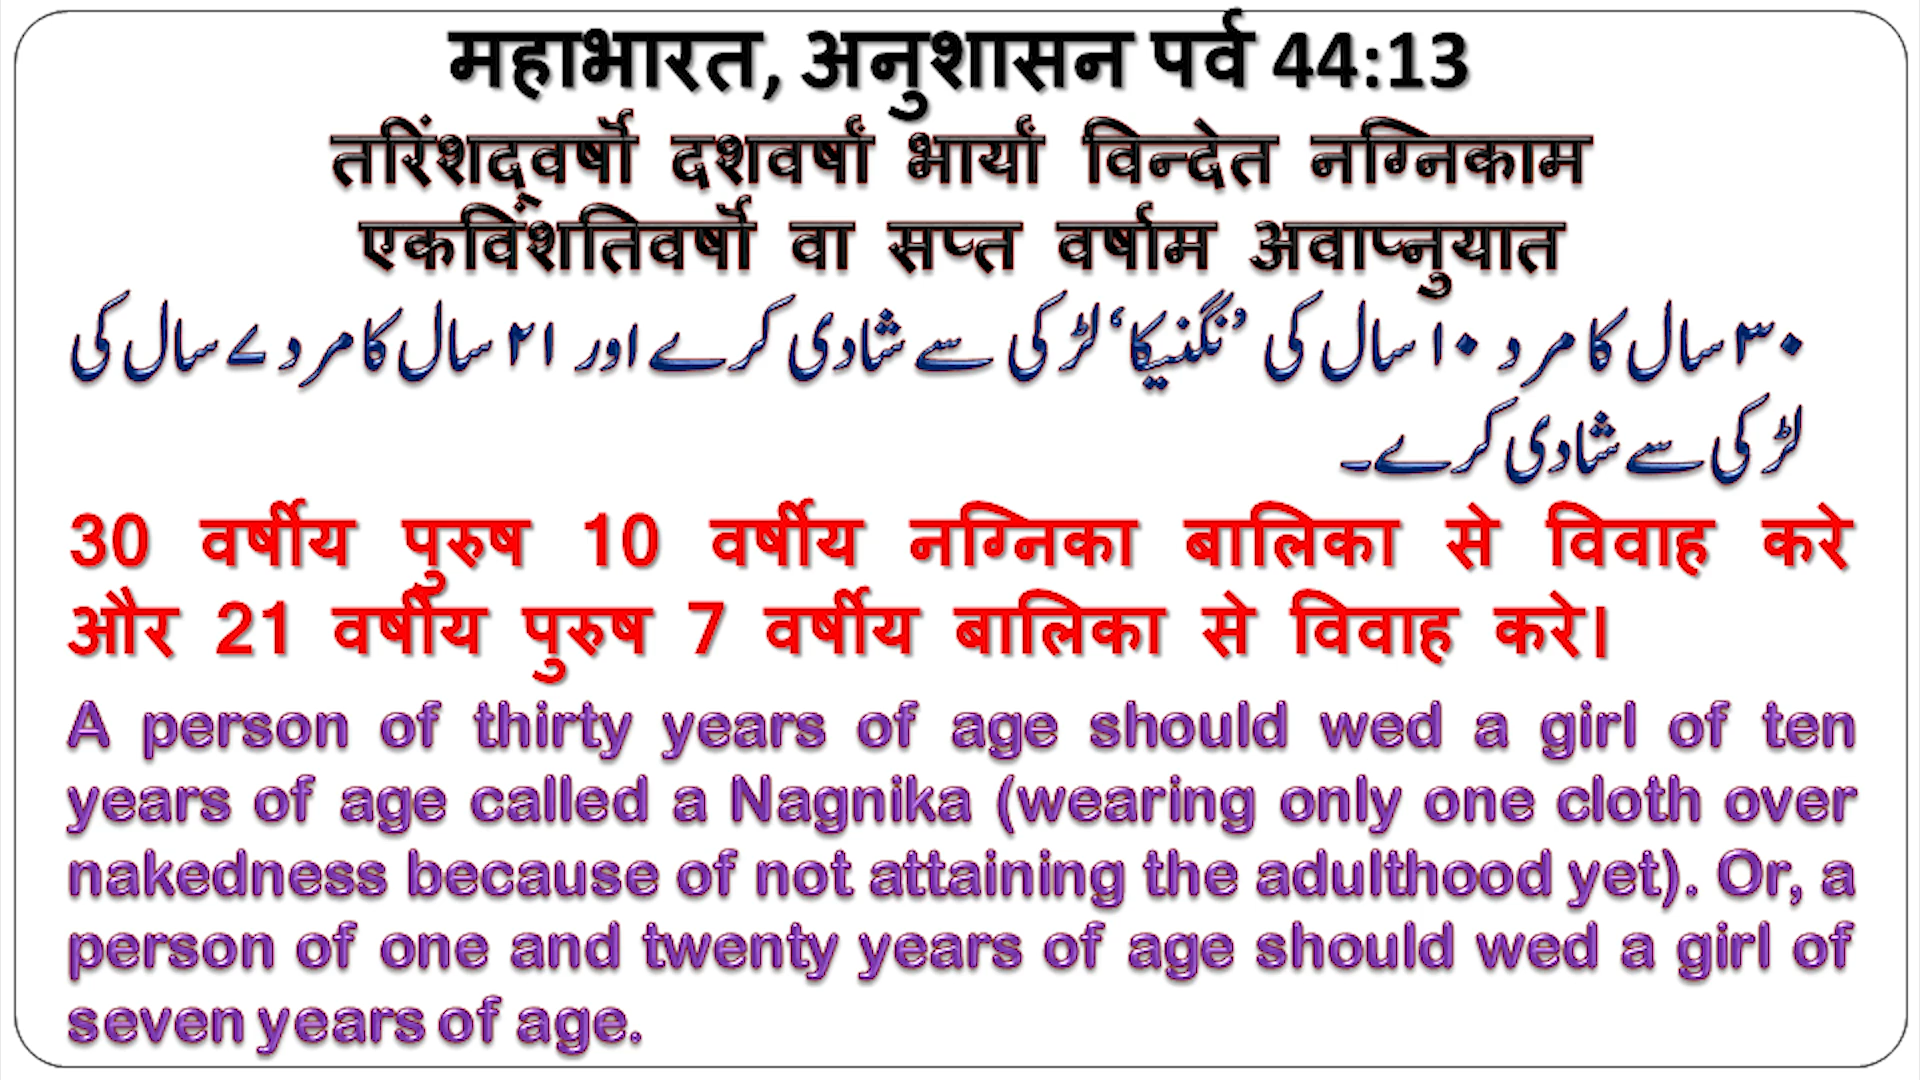 महाभारत, अनुशासन पर्व 44:13
तरिंशद्वर्षो दशवर्षां भार्यां विन्देत नग्निकाम
एकविंशतिवर्षो वा सप्त वर्षाम अवाप्नुयात
۳۰ سال کا مرد ۱۰ سال کی ’نگنیکا‘ لڑکی سے شادی کرے اور ۲۱ سال کا مرد ۷ سال کی
لڑکی سے شادی کرے۔
30 वर्षीय पुरुष 10 वर्षीय नग्निका बालिका से विवाह करे
और 21 वर्षीय पुरुष 7 वर्षीय बालिका से विवाह करे।
A person of thirty years of age should wed a girl of ten
years of age called a Nagnika (wearing only one cloth over
nakedness because of not attaining the adulthood yet). Or, a
person of one and twenty years of age should wed a girl of
seven years of age.